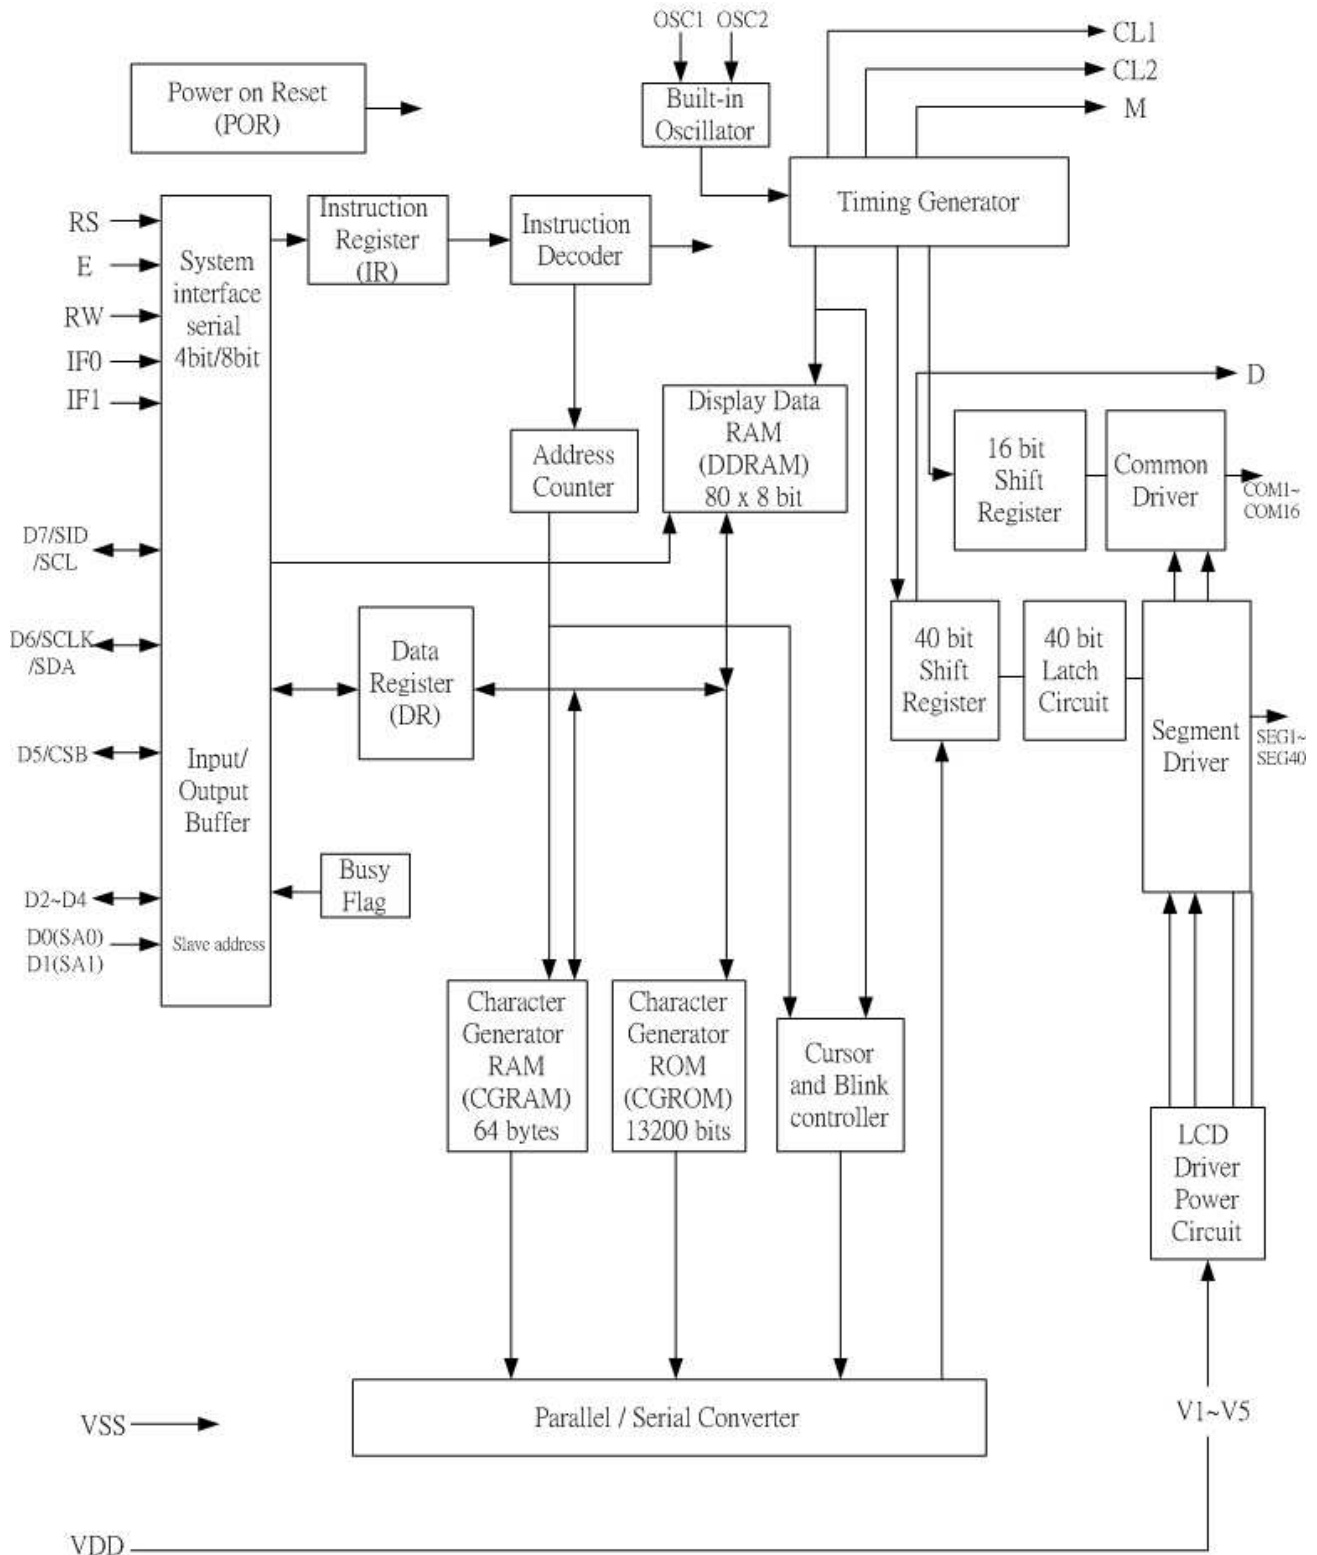 OSC1 OSC2
CL1
CL2
M
Power on Reset
(POR)
Built-in
Oscillator
Timing Generator
RS
E
RW
IF0
IF1
System
interface
serial
4bit/8bit
Instruction
Register
(IR)
Instruction
Decoder
D
Display Data
RAM
(DDRAM)
80 x 8 bit
Address
Counter
16 bit
Shift
Register
Common
Driver
COM1~
COM16
D7/SID
/SCL
D6/SCLK
/SDA
D5/CSB
D2~D4
D0(SA0)
D1(SA1)
Input/
Output
Buffer
Slave address
Data
Register
(DR)
Busy
Flag
40 bit
Shift
Register
40 bit
Latch
Circuit
Segment
Driver
SEG1~
SEG40
Character
Generator
RAM
(CGRAM)
64 bytes
Character
Generator
ROM
(CGROM)
13200 bits
Cursor
and Blink
controller
LCD
Driver
Power
Circuit
Parallel / Serial Converter
V1~V5
VSS
VDD